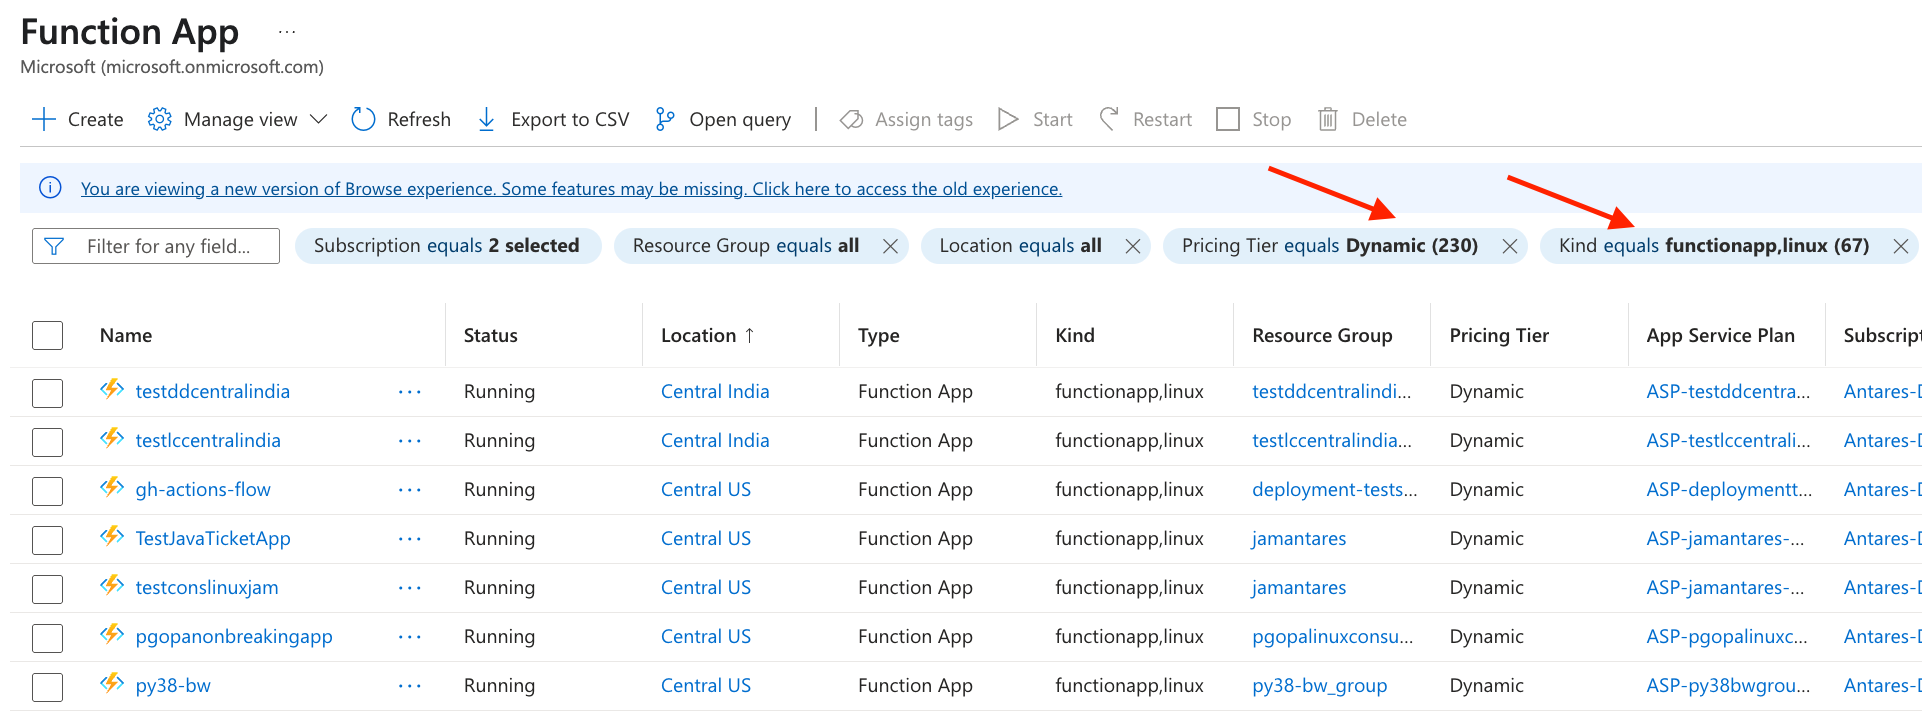 Function App ...
Microsoft (microsoft.onmicrosoft.com)
Create Manage view Refresh Export to CSV Open query Assign tags Start Restart Stop Delete
You are viewing a new version of Browse experience. Some features may be missing. Click here to access the old experience.
Filter for any field... Subscription equals 2 selected Resource Group equals all Location equals all Pricing Tier equals Dynamic (230) Kind equals functionapp,linux (67)
Name Status Location ↑ Type Kind Resource Group Pricing Tier App Service Plan Subscript
testddcentralindia ... Running Central India Function App functionapp,linux testddcentralindi... Dynamic ASP-testddcentra... Antares-D
testlccentralindia ... Running Central India Function App functionapp,linux testlccentralindia... Dynamic ASP-testlccentrali... Antares-D
gh-actions-flow ... Running Central US Function App functionapp,linux deployment-tests... Dynamic ASP-deploymentt... Antares-D
TestJavaTicketApp ... Running Central US Function App functionapp,linux jamantares Dynamic ASP-jamantares-... Antares-D
testconslinuxjam ... Running Central US Function App functionapp,linux jamantares Dynamic ASP-jamantares-... Antares-D
pgopanonbreakingapp ... Running Central US Function App functionapp,linux pgopalinuxconsu... Dynamic ASP-pgopalinuxc... Antares-D
py38-bw ... Running Central US Function App functionapp,linux py38-bw_group Dynamic ASP-py38bwgrou... Antares-D